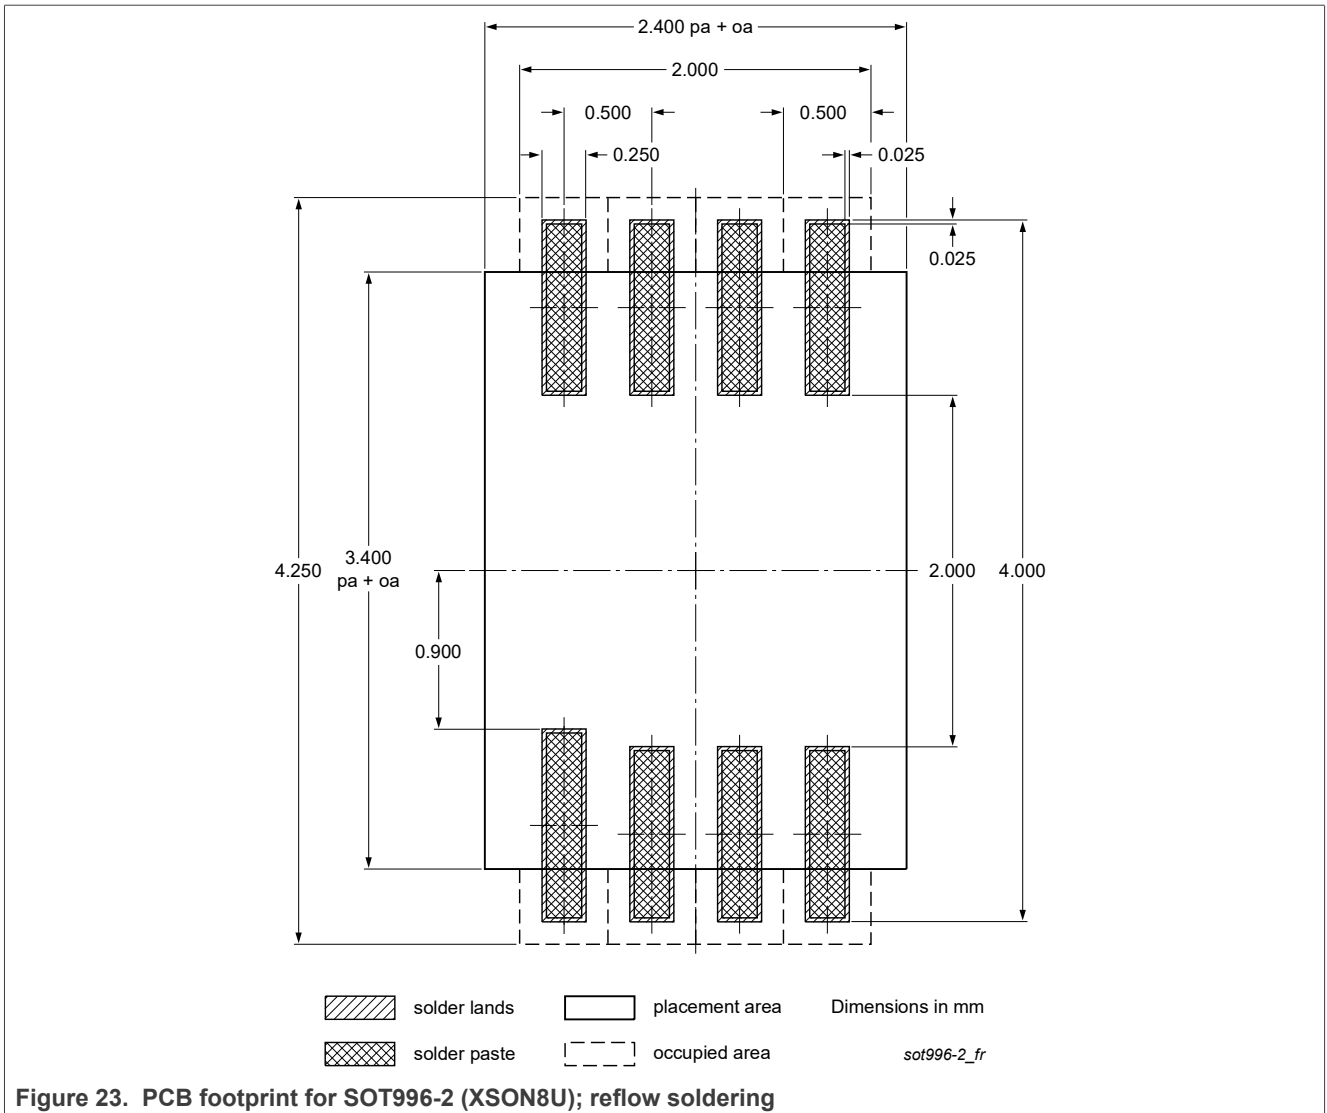 2.400 pa + oa
2.000
0.500
0.500
0.250
0.025
0.025
4.250
3.400
pa + oa
2.000
4.000
0.900
solder lands
placement area
Dimensions in mm
solder paste
occupied area
sot996-2_fr
Figure 23. PCB footprint for SOT996-2 (XSON8U); reflow soldering